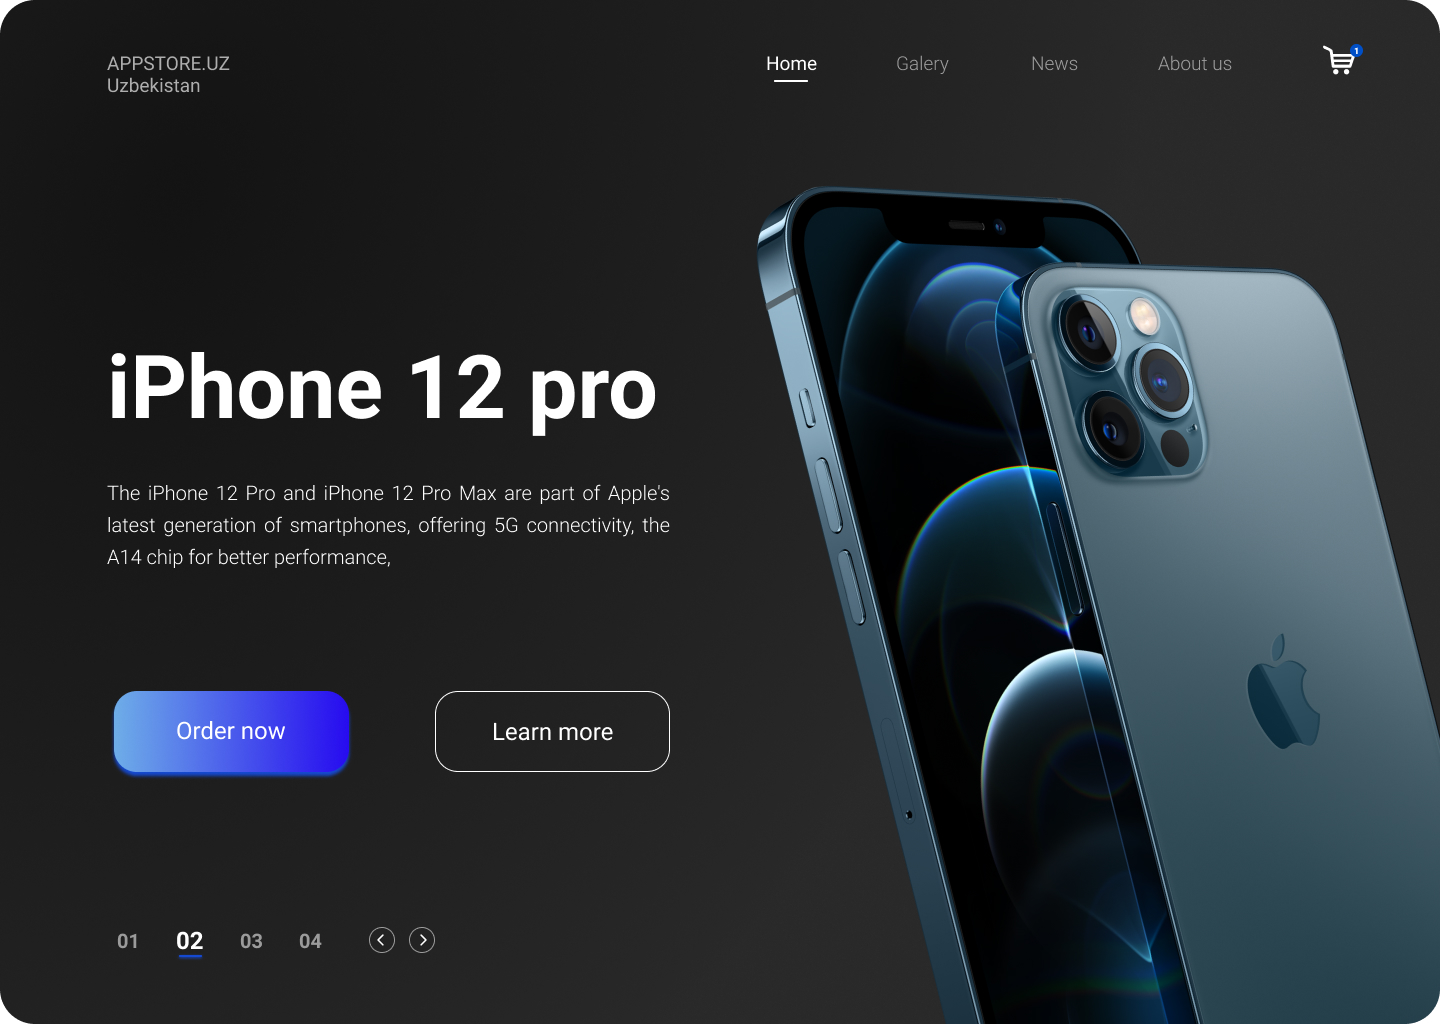 APPSTORE.UZ
Uzbekistan
Home
Galery
News
About us
1
iPhone 12 pro
The iPhone 12 Pro and iPhone 12 Pro Max are part of Apple's
latest generation of smartphones, offering 5G connectivity, the
A14 chip for better performance,
Order now
Learn more
01 02 03 04